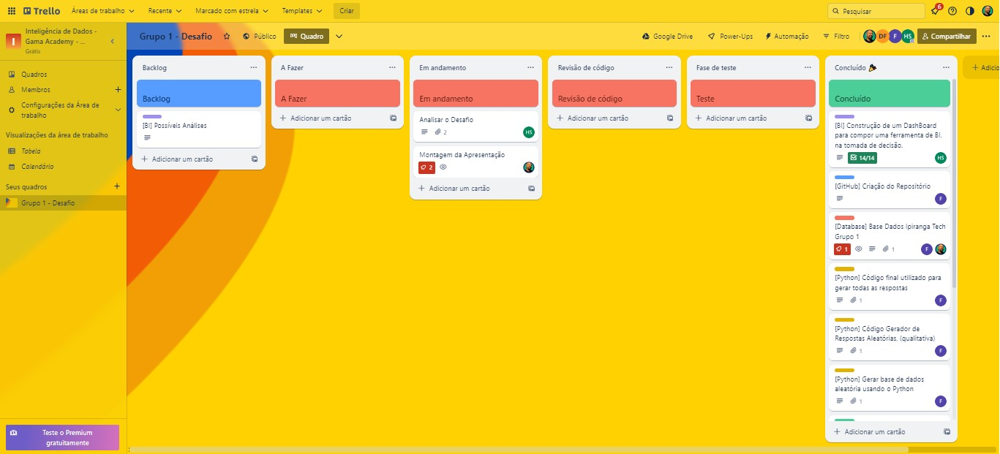 Trello
Áreas de trabalho
Recente
Marcado com estrela
Templates
Criar
Pesquisar
6
I
Inteligência de Dados -
Gama Academy - ...
Grátis
Quadros
Membros
Configurações da Área de
trabalho
Visualizações da área de trabalho
Tabela
Calendário
Seus quadros
Grupo 1 - Desafio
Teste o Premium
gratuitamente
Grupo 1 - Desafio
Público
Quadro
Google Drive
Power-Ups
Automação
Filtro
DF
F
HS
Compartilhar
Backlog
Backlog
[BI] Possíveis Análises
+ Adicionar um cartão
A Fazer
A Fazer
+ Adicionar um cartão
Em andamento
Em andamento
Analisar o Desafio
2
HS
Montagem da Apresentação
2
+ Adicionar um cartão
Revisão de código
Revisão de código
+ Adicionar um cartão
Fase de teste
Teste
+ Adicionar um cartão
Concluído
Concluído
[BI] Construção de um DashBoard
para compor uma ferramenta de BI,
na tomada de decisão.
14/14
HS
[GitHub] Criação do Repositório
F
[Database] Base Dados Ipiranga Tech
Grupo 1
1
1
F
[Python] Código final utilizado para
gerar todas as respostas
1
F
[Python] Código Gerador de
Respostas Aleatórias, (qualitativa)
1
F
[Python] Gerar base de dados
aleatória usando o Python
1
F
+ Adicionar um cartão
+ Adicio